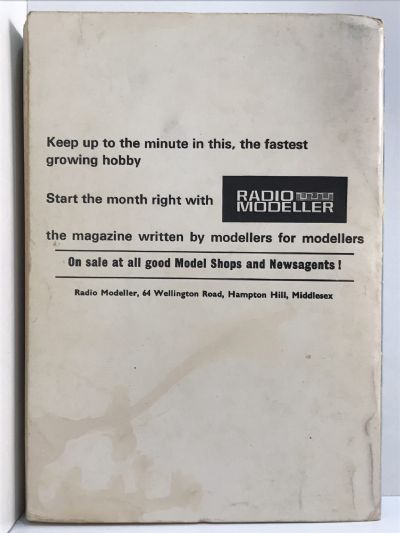 Keep up to the minute in this, the fastest
growing hobby
Start the month right with RADIO MODELLER
the magazine written by modellers for modellers
On sale at all good Model Shops and Newsagents !
Radio Modeller, 64 Wellington Road, Hampton Hill, Middlesex